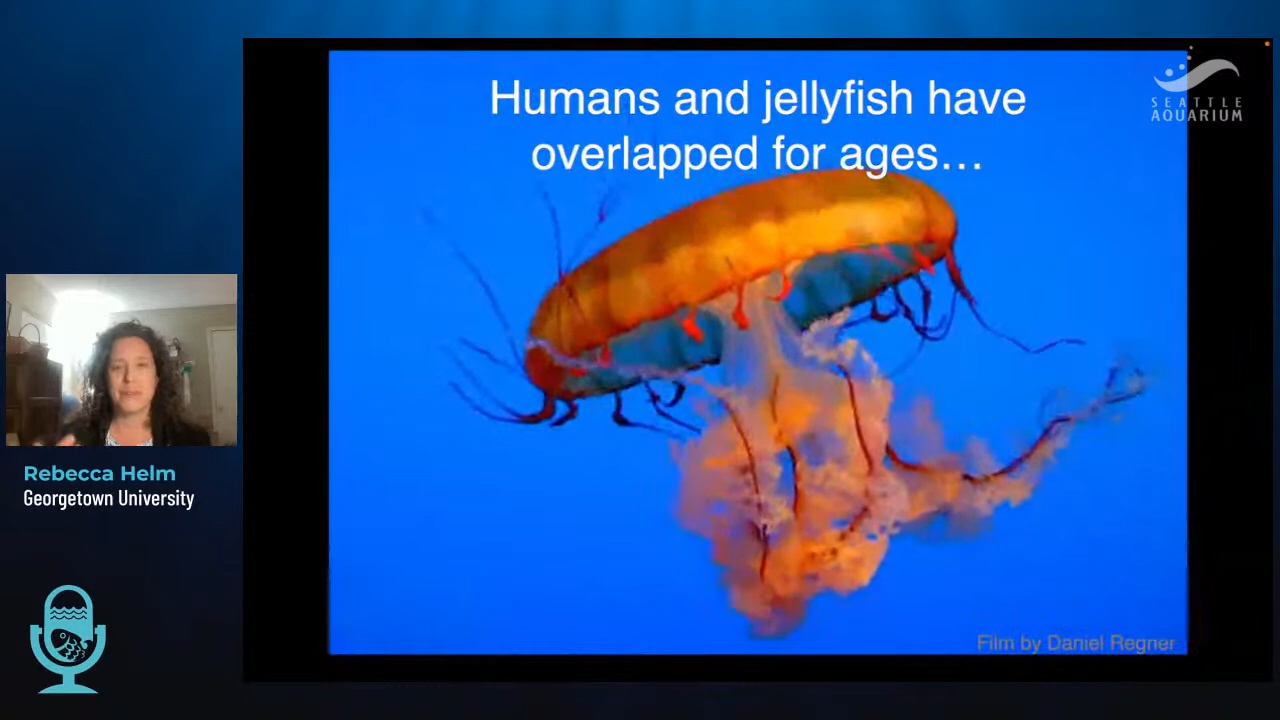 Humans and jellyfish have
overlapped for ages…
SEATTLE
AQUARIUM
Rebecca Helm
Georgetown University
Film by Daniel Regner